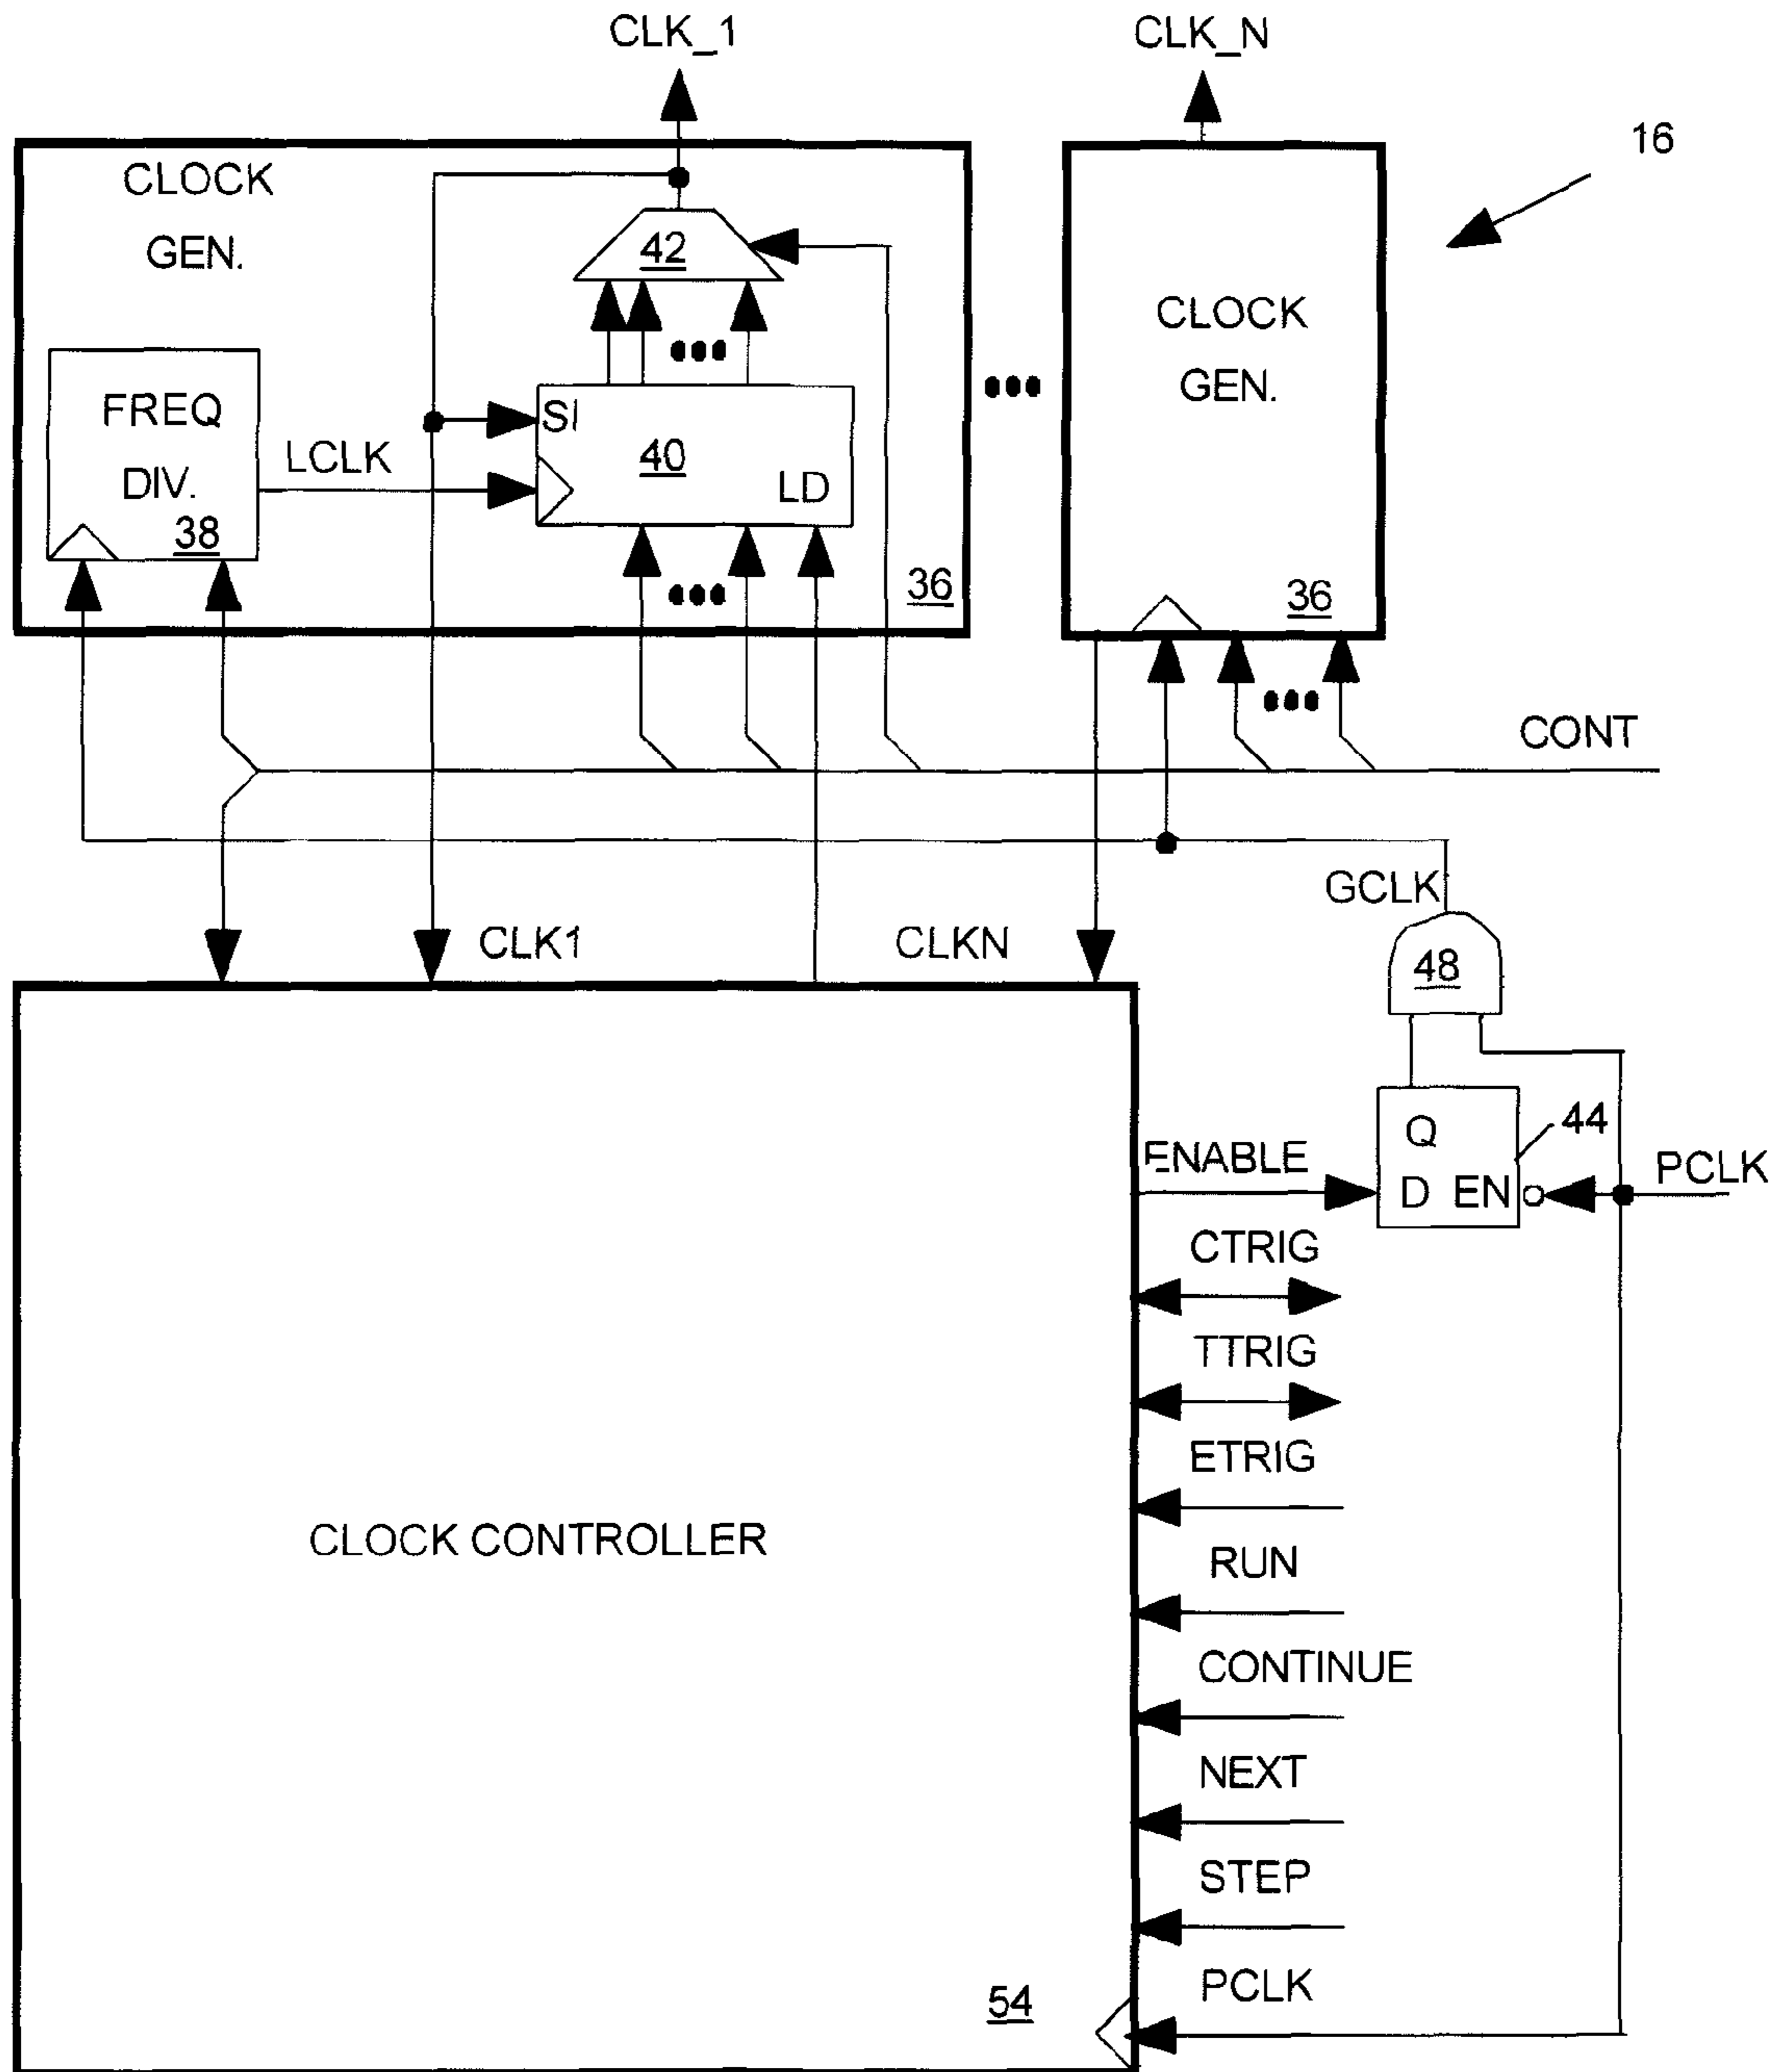 CLK_1
CLK_N
16
CLOCK
GEN.
42
CLOCK
GEN.
FREQ
DIV.
38
LCLK
SI
40
LD
36
36
CONT
GCLK
CLK1
CLKN
48
Q
D EN
44
ENABLE
PCLK
CTRIG
TTRIG
ETRIG
CLOCK CONTROLLER
RUN
CONTINUE
NEXT
STEP
PCLK
54